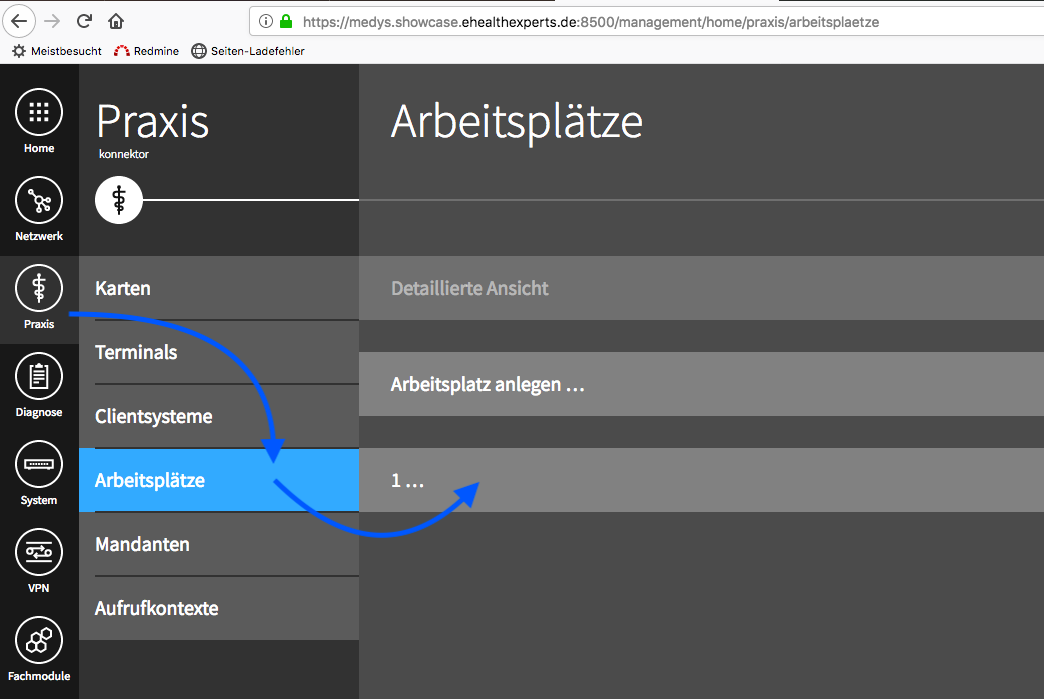 https://medys.showcase.ehealthexperts.de:8500/management/home/praxis/arbeitsplaetze
Meistbesucht Redmine Seiten-Ladefehler
Home
Netzwerk
Praxis
Diagnose
System
VPN
Fachmodule
Praxis
konnektor
Karten
Terminals
Clientsysteme
Arbeitsplätze
Mandanten
Aufrufkontexte
Arbeitsplätze
Detaillierte Ansicht
Arbeitsplatz anlegen …
1 …